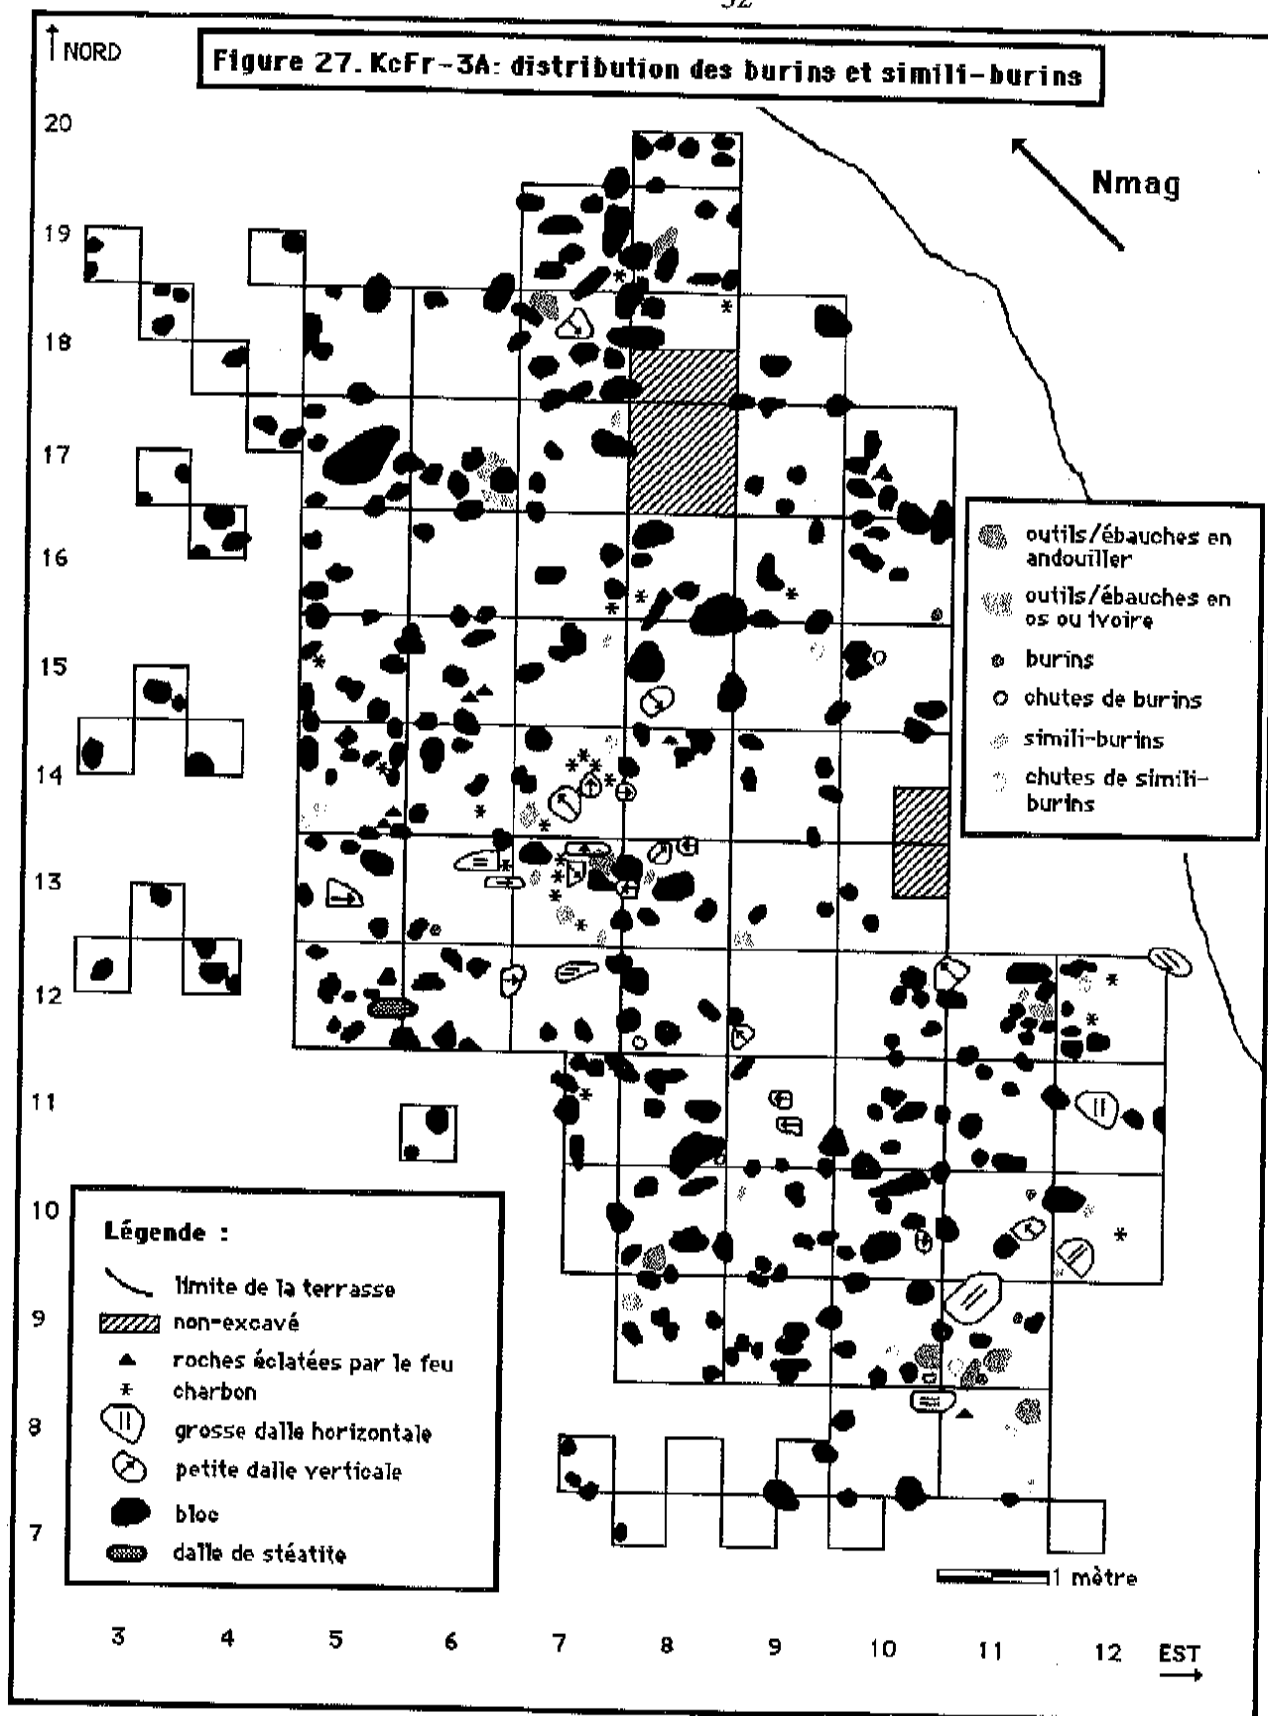 32
NORD
Figure 27. KcFr-3A: distribution des burins et simili-burins
Nmag
20
19
18
17
16
15
14
13
12
11
10
9
8
7
outils/ébauches en
andouiller
outils/ébauches en
os ou ivoire
burins
chutes de burins
simili-burins
chutes de simili-
burins
Légende :
limite de la terrasse
non-excavé
roches éclatées par le feu
charbon
grosse dalle horizontale
petite dalle verticale
bloc
dalle de stéatite
1 mètre
3 4 5 6 7 8 9 10 11 12 EST